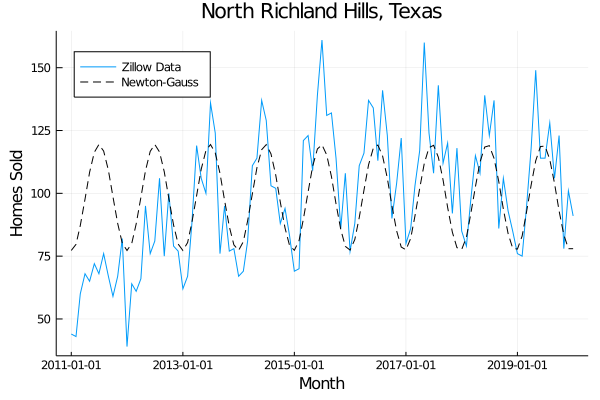 North Richland Hills, Texas
Zillow Data
Newton-Gauss
Homes Sold
150
125
100
75
50
2011-01-01 2013-01-01 2015-01-01 2017-01-01 2019-01-01
Month